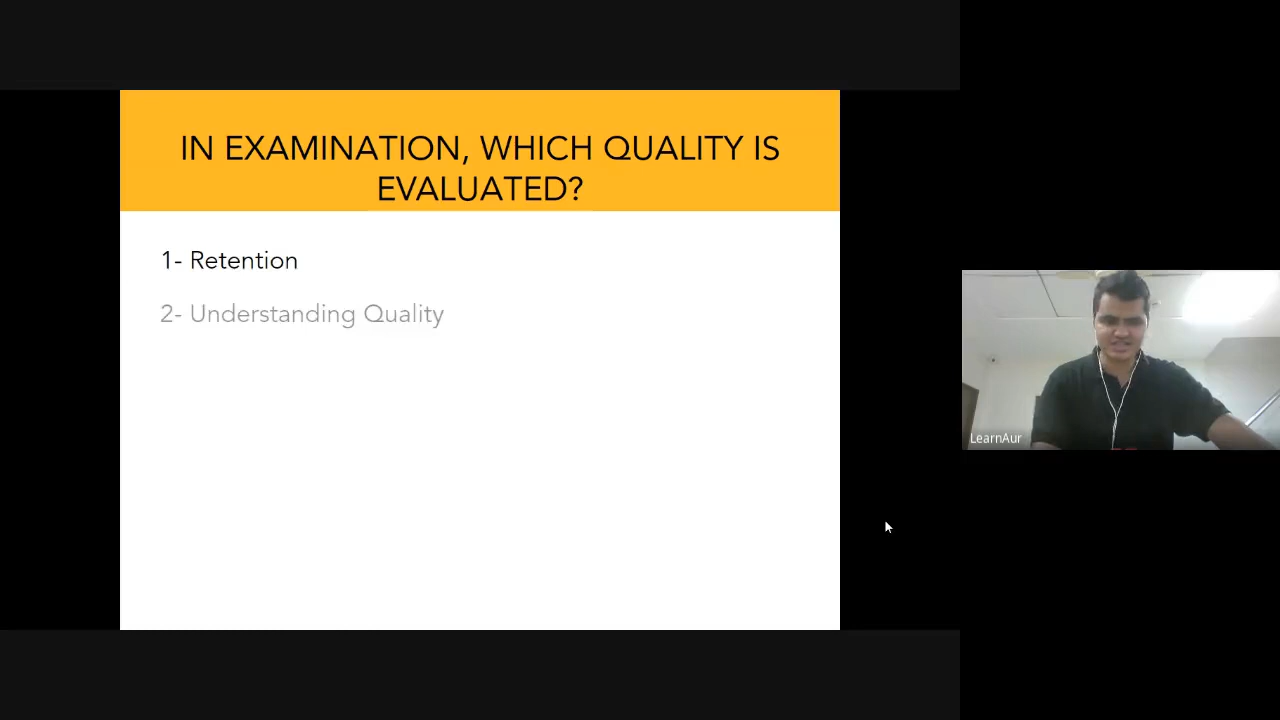 IN EXAMINATION, WHICH QUALITY IS
EVALUATED?
1- Retention
2- Understanding Quality
LearnAur